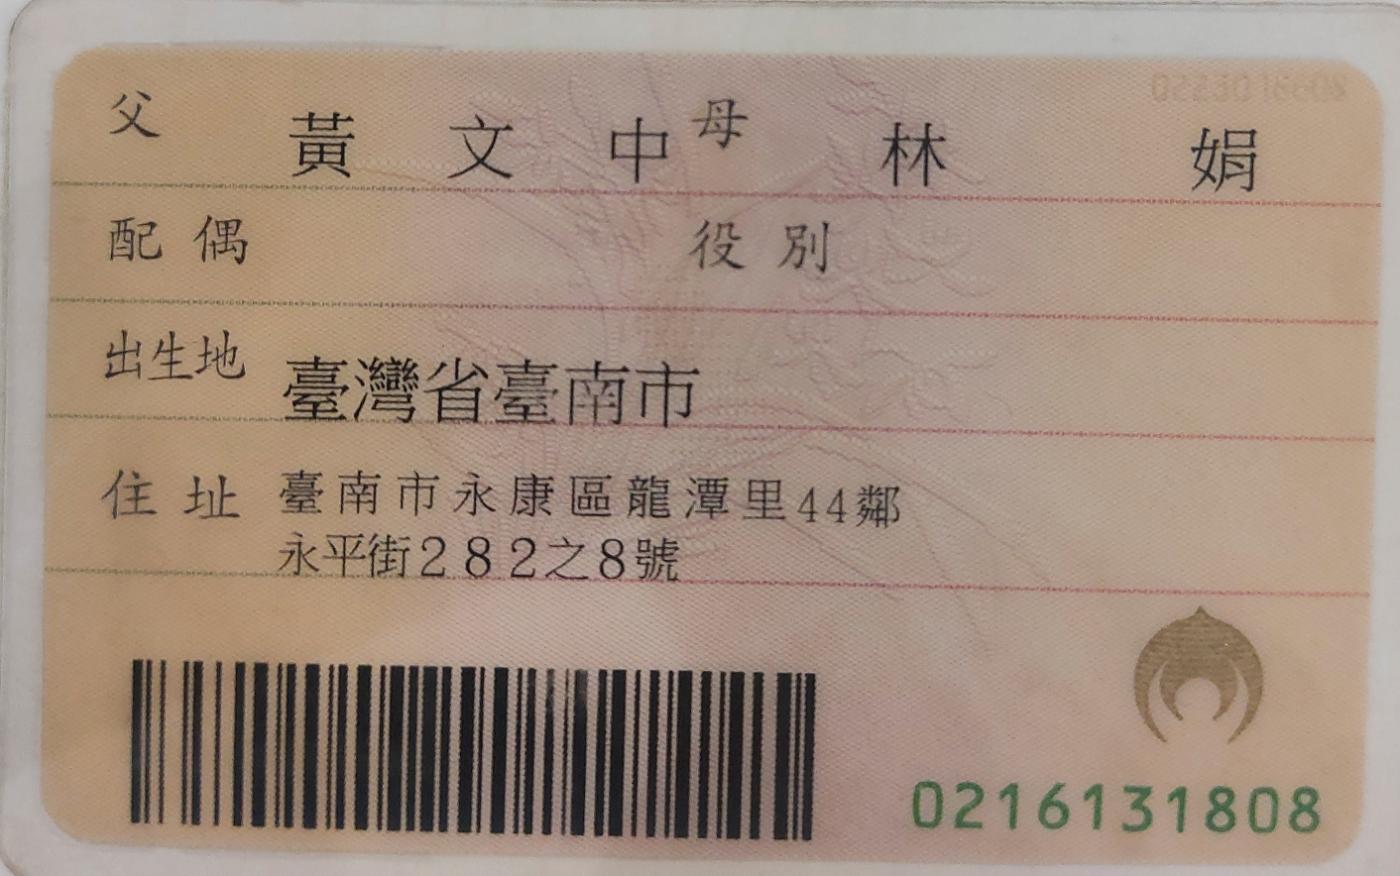 父 黃文中 母 林娟
配偶 役別
出生地 臺灣省臺南市
住址 臺南市永康區龍潭里44鄰
永平街282之8號
0216131808